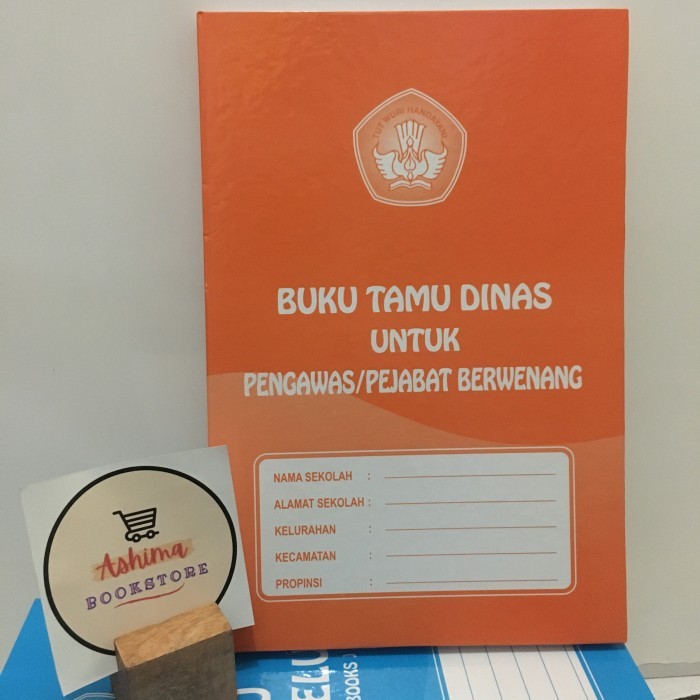 TUT WURI HANDAYANI
BUKU TAMU DINAS
UNTUK
PENGAWAS/PEJABAT BERWENANG
NAMA SEKOLAH :
ALAMAT SEKOLAH :
KELURAHAN :
KECAMATAN :
PROPINSI :
Ashima
BOOKSTORE
BOOKS